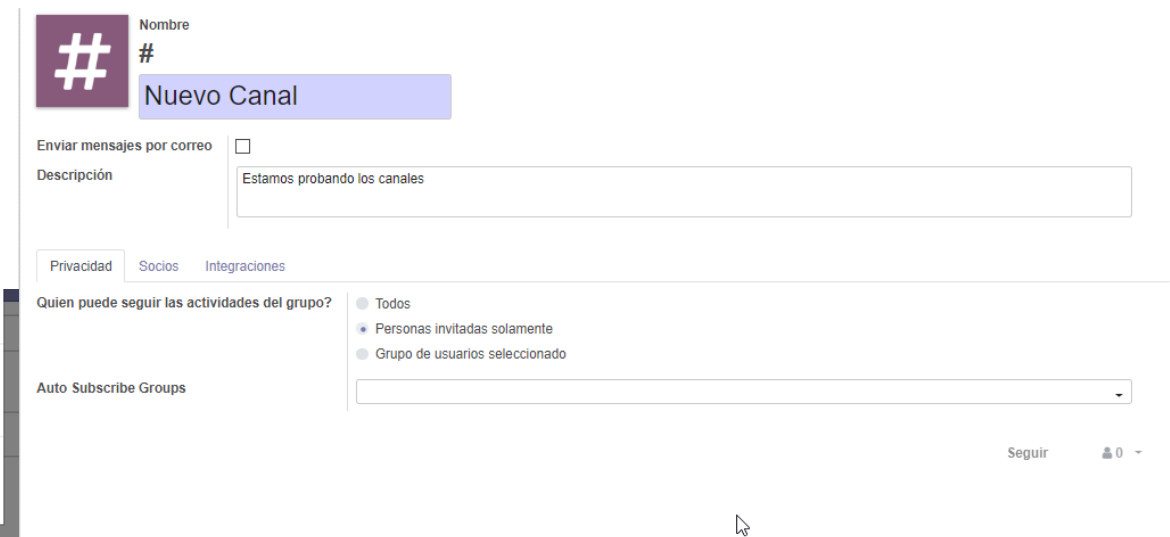 Nombre
#
Nuevo Canal
Enviar mensajes por correo
Descripción
Estamos probando los canales
Privacidad Socios Integraciones
Quien puede seguir las actividades del grupo?
Todos
Personas invitadas solamente
Grupo de usuarios seleccionado
Auto Subscribe Groups
Seguir 0